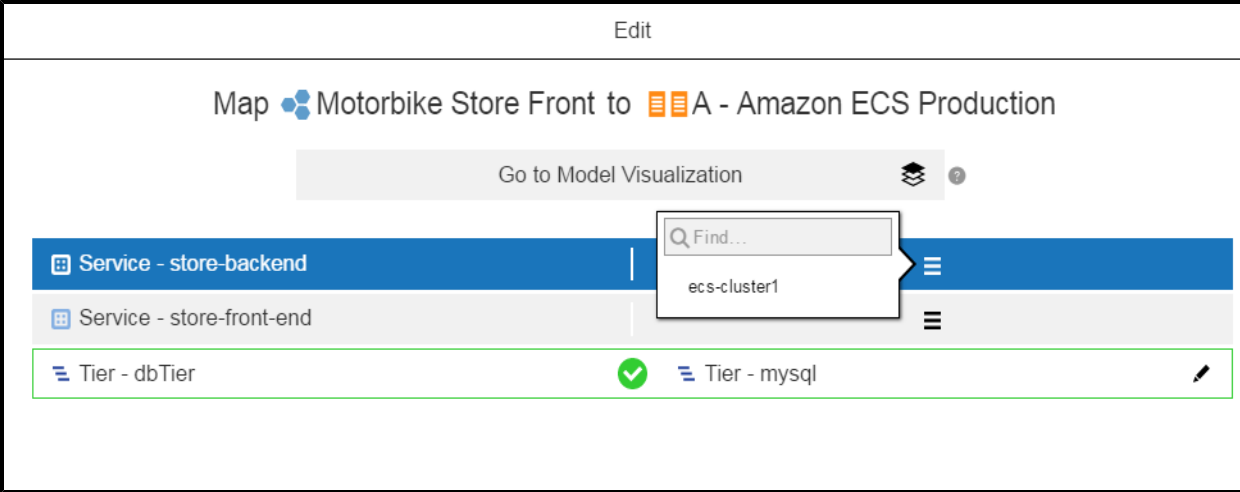 Edit
Map Motorbike Store Front to A - Amazon ECS Production
Go to Model Visualization ?
Find...
Service - store-backend
ecs-cluster1
Service - store-front-end
Tier - dbTier Tier - mysql